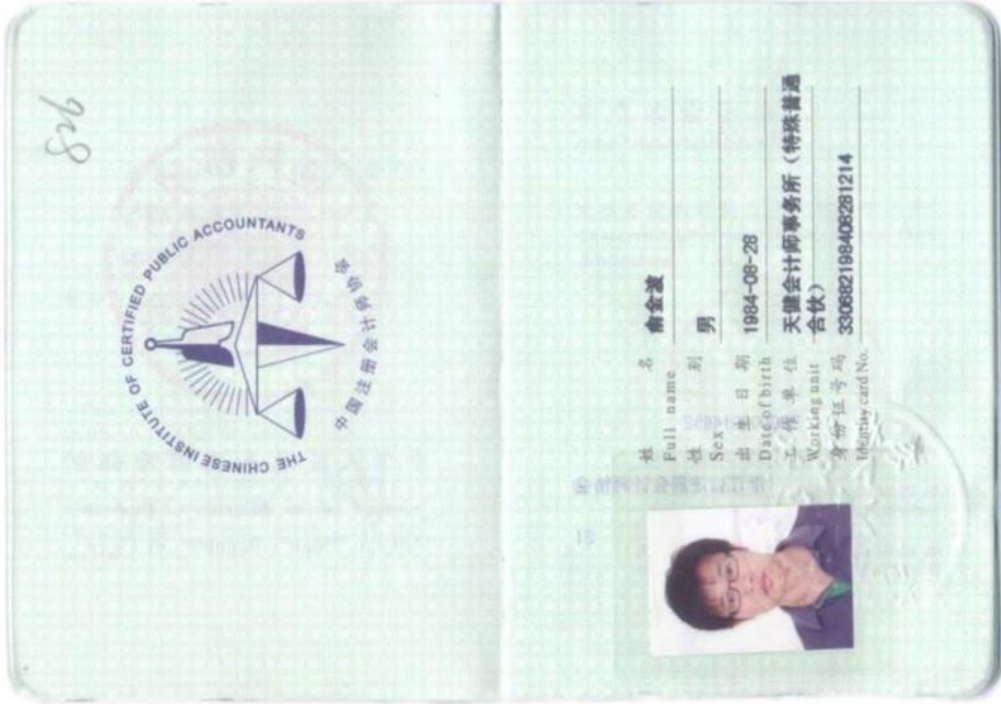 928
THE CHINESE INSTITUTE OF CERTIFIED PUBLIC ACCOUNTANTS
中国注册会计师协会
姓 名 俞金波
Full name
性 别 男
Sex
出 生 日 期 1984-08-28
Date of birth
工 作 单 位 天健会计师事务所（特殊普通
Working unit 合伙）
身 份 证 号 码 330682198408281214
Identity card No.